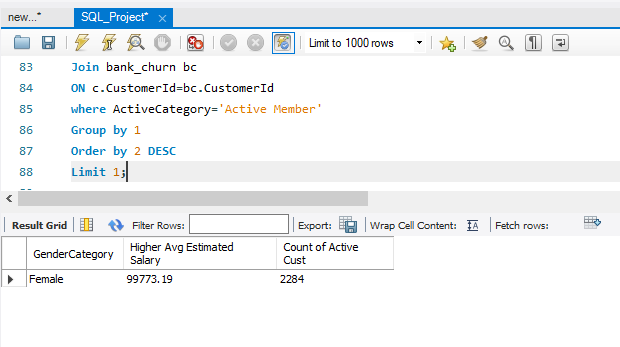 new...*
SQL_Project*
Limit to 1000 rows
83 Join bank_churn bc
84 ON c.CustomerId=bc.CustomerId
85 where ActiveCategory='Active Member'
86 Group by 1
87 Order by 2 DESC
88 Limit 1;
Result Grid Filter Rows: Export: Wrap Cell Content: IA Fetch rows:
GenderCategory Higher Avg Estimated Salary Count of Active Cust
Female 99773.19 2284